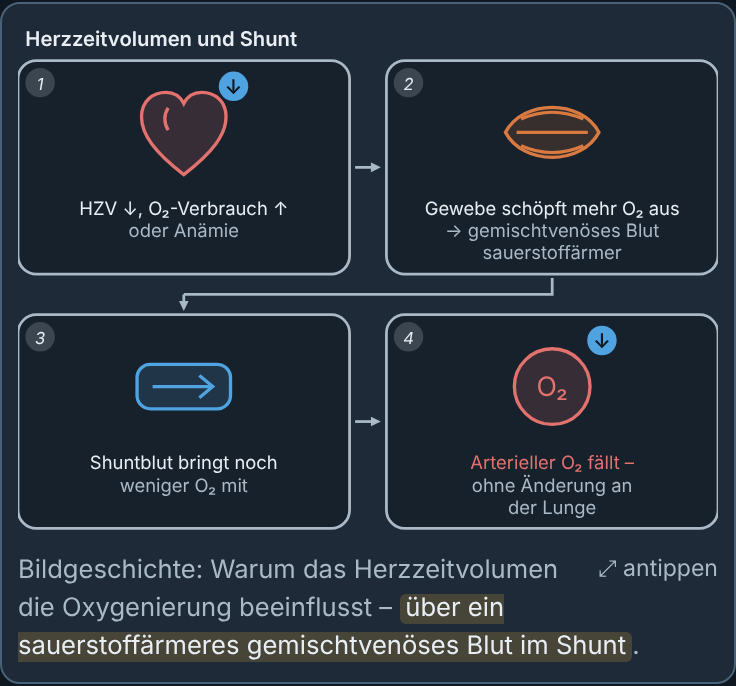 Herzzeitvolumen und Shunt
1
HZV ↓, O₂-Verbrauch ↑
oder Anämie
2
Gewebe schöpft mehr O₂ aus
→ gemischtvenöses Blut
sauerstoffärmer
3
Shuntblut bringt noch
weniger O₂ mit
4
O₂
Arterieller O₂ fällt –
ohne Änderung an
der Lunge
Bildgeschichte: Warum das Herzzeitvolumen
die Oxygenierung beeinflusst – über ein
sauerstoffärmeres gemischtvenöses Blut im Shunt.
⤢ antippen